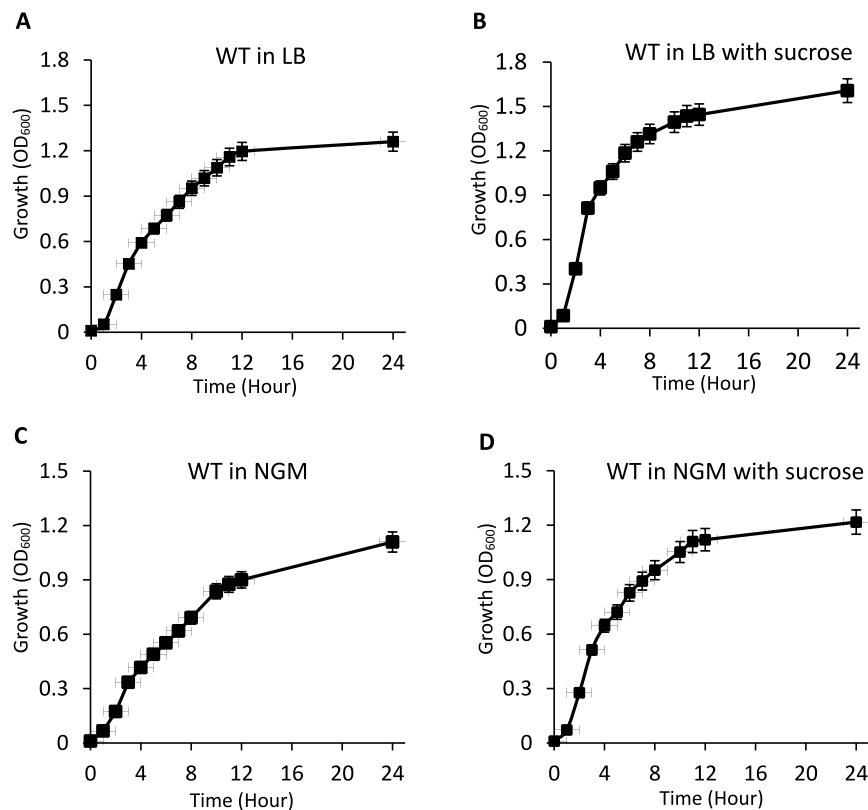 A
WT in LB
1.8
1.5
1.2
0.9
0.6
0.3
0
Growth (OD600)
0 4 8 12 16 20 24
Time (Hour)
B
WT in LB with sucrose
1.8
1.5
1.2
0.9
0.6
0.3
0
Growth (OD600)
0 4 8 12 16 20 24
Time (Hour)
C
WT in NGM
1.5
1.2
0.9
0.6
0.3
0
Growth (OD600)
0 4 8 12 16 20 24
Time (Hour)
D
WT in NGM with sucrose
1.5
1.2
0.9
0.6
0.3
0
Growth (OD600)
0 4 8 12 16 20 24
Time (Hour)